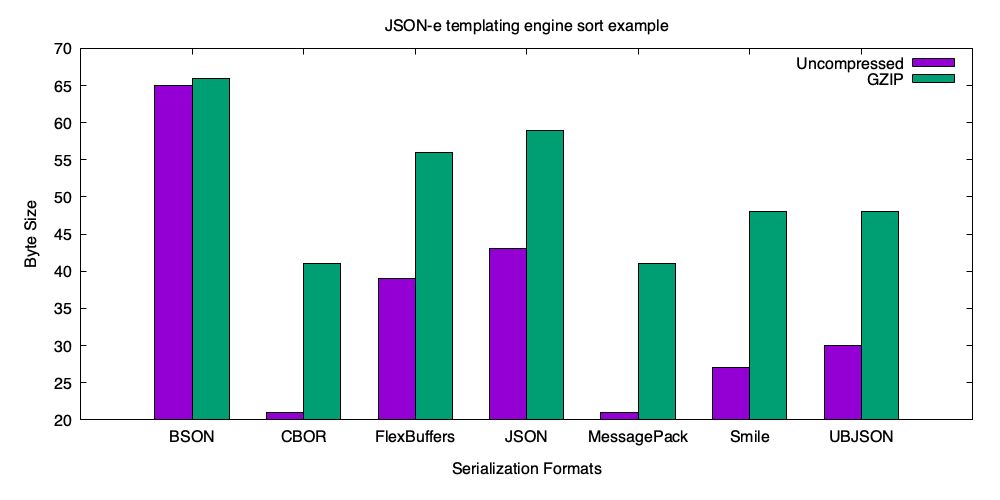 JSON-e templating engine sort example
70
65
60
55
50
45
40
35
30
25
20
Byte Size
Uncompressed
GZIP
BSON CBOR FlexBuffers JSON MessagePack Smile UBJSON
Serialization Formats